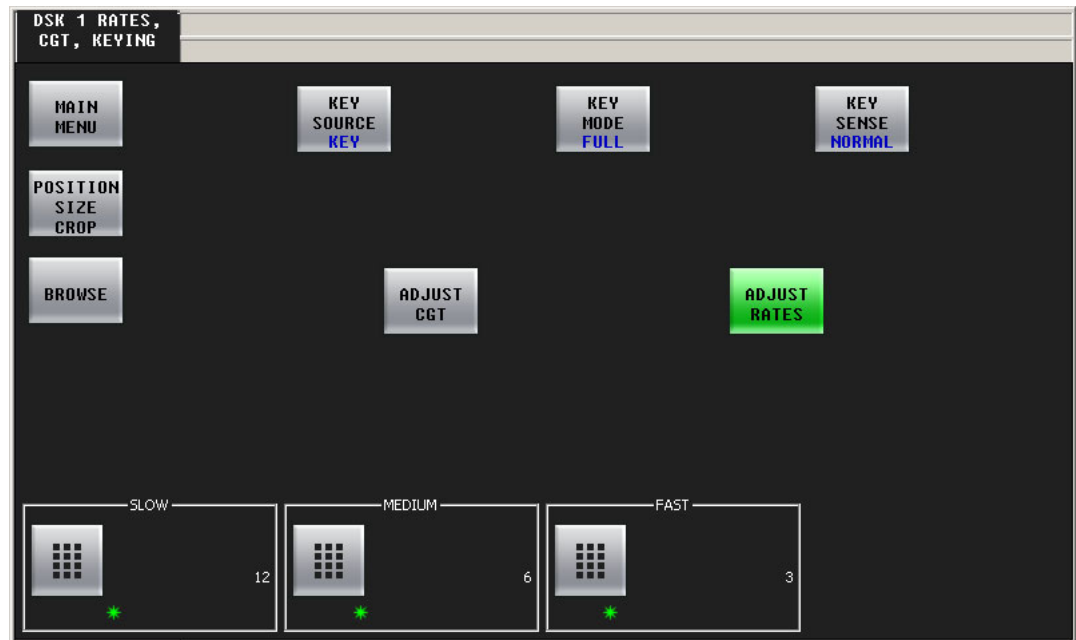 DSK 1 RATES,
CGT, KEYING
MAIN
MENU
KEY
SOURCE
KEY
KEY
MODE
FULL
KEY
SENSE
NORMAL
POSITION
SIZE
CROP
BROWSE
ADJUST
CGT
ADJUST
RATES
SLOW
12
MEDIUM
6
FAST
3